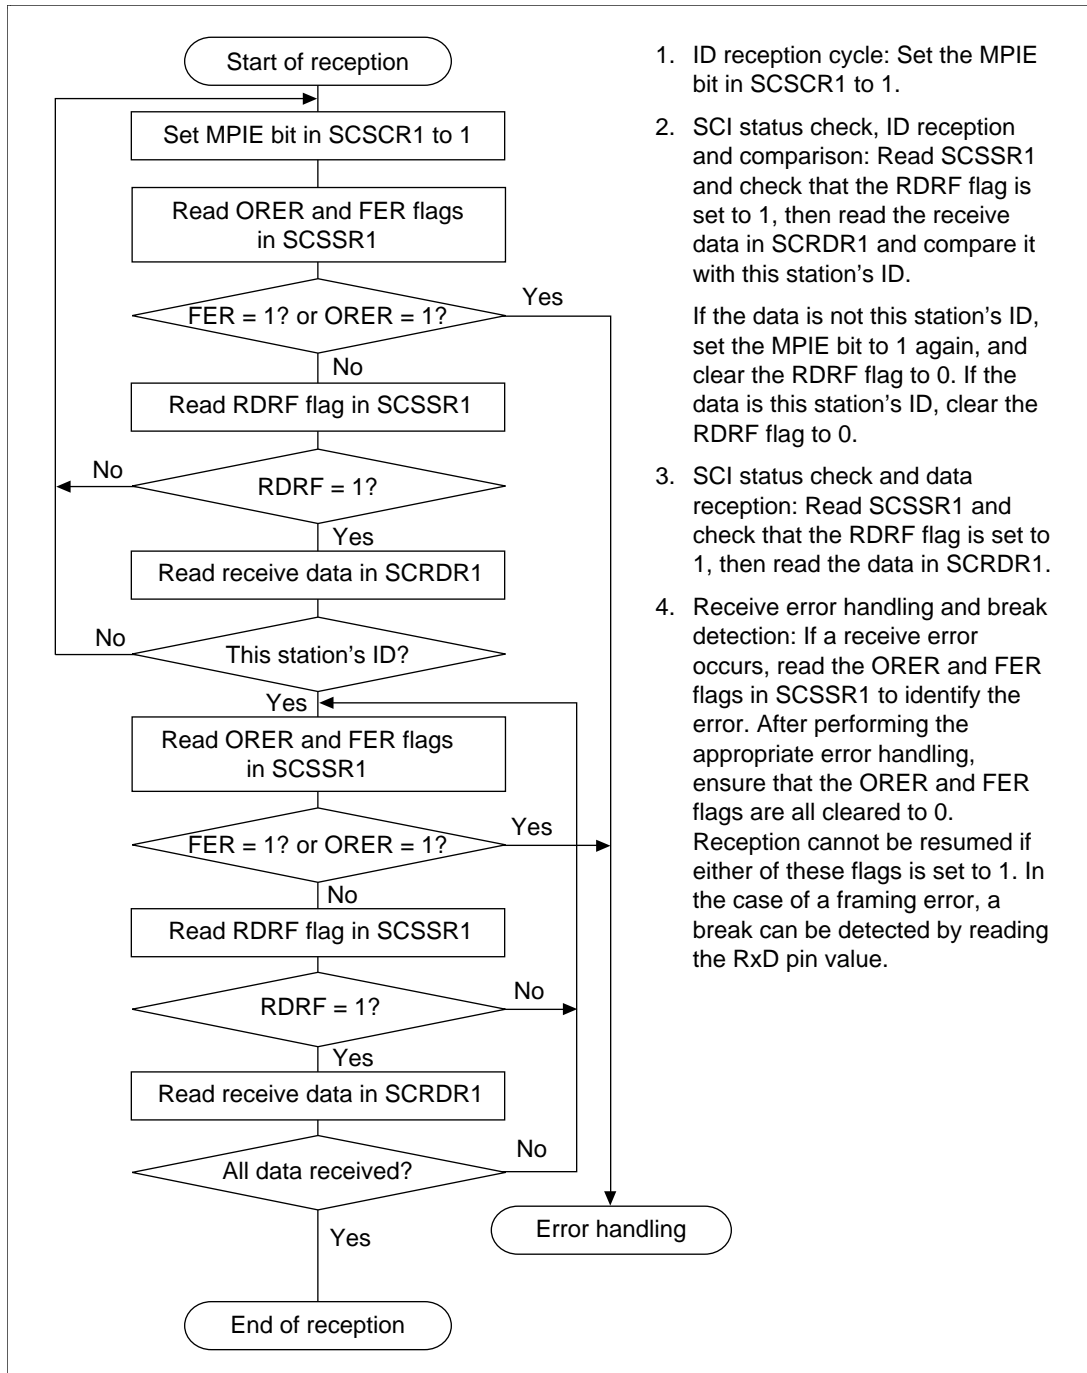 Start of reception
Set MPIE bit in SCSCR1 to 1
Read ORER and FER flags
in SCSSR1
FER = 1? or ORER = 1?
Yes
No
Read RDRF flag in SCSSR1
No
RDRF = 1?
Yes
Read receive data in SCRDR1
No
This station's ID?
Yes
Read ORER and FER flags
in SCSSR1
FER = 1? or ORER = 1?
Yes
No
Read RDRF flag in SCSSR1
No
RDRF = 1?
Yes
Read receive data in SCRDR1
No
All data received?
Yes
Error handling
End of reception
1. ID reception cycle: Set the MPIE
bit in SCSCR1 to 1.
2. SCI status check, ID reception
and comparison: Read SCSSR1
and check that the RDRF flag is
set to 1, then read the receive
data in SCRDR1 and compare it
with this station's ID.
If the data is not this station's ID,
set the MPIE bit to 1 again, and
clear the RDRF flag to 0. If the
data is this station's ID, clear the
RDRF flag to 0.
3. SCI status check and data
reception: Read SCSSR1 and
check that the RDRF flag is set to
1, then read the data in SCRDR1.
4. Receive error handling and break
detection: If a receive error
occurs, read the ORER and FER
flags in SCSSR1 to identify the
error. After performing the
appropriate error handling,
ensure that the ORER and FER
flags are all cleared to 0.
Reception cannot be resumed if
either of these flags is set to 1. In
the case of a framing error, a
break can be detected by reading
the RxD pin value.